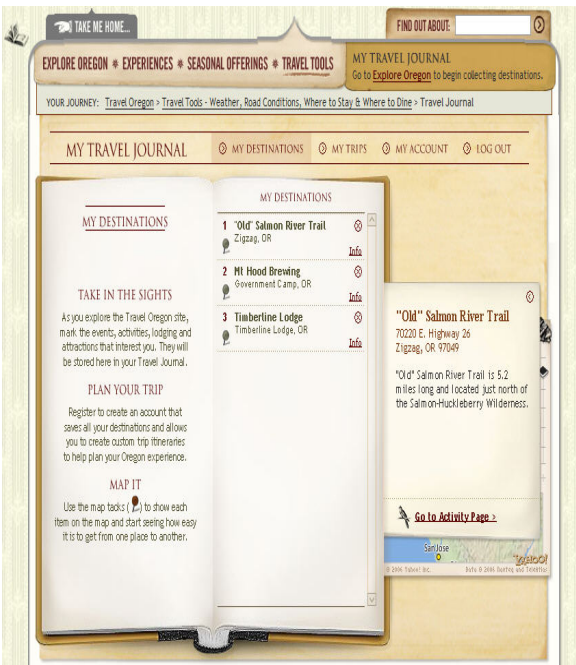 TAKE ME HOME...
FIND OUT ABOUT:
EXPLORE OREGON * EXPERIENCES * SEASONAL OFFERINGS * TRAVEL TOOLS
MY TRAVEL JOURNAL
Go to Explore Oregon to begin collecting destinations.
YOUR JOURNEY: Travel Oregon > Travel Tools - Weather, Road Conditions, Where to Stay & Where to Dine > Travel Journal
MY TRAVEL JOURNAL
MY DESTINATIONS
MY TRIPS
MY ACCOUNT
LOG OUT
MY DESTINATIONS
TAKE IN THE SIGHTS
As you explore the Travel Oregon site,
mark the events, activities, lodging and
attractions that interest you. They will
be stored here in your Travel Journal.
PLAN YOUR TRIP
Register to create an account that
saves all your destinations and allows
you to create custom trip itineraries
to help plan your Oregon experience.
MAP IT
Use the map tacks ( ) to show each
item on the map and start seeing how easy
it is to get from one place to another.
MY DESTINATIONS
1 "Old" Salmon River Trail
Zigzag, OR
Info
2 Mt Hood Brewing
Government Camp, OR
Info
3 Timberline Lodge
Timberline Lodge, OR
Info
"Old" Salmon River Trail
70220 E. Highway 26
Zigzag, OR 97049
"Old" Salmon River Trail is 5.2
miles long and located just north of
the Salmon-Huckleberry Wilderness.
Go to Activity Page >
San Jose
YAHOO!
© 2006 Yahoo! Inc.
Data © 2006 Navteq and TeleAtlas